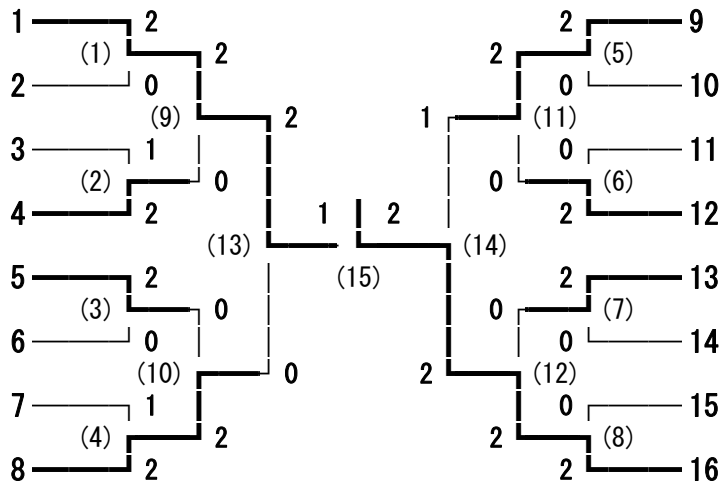 1 2 2 9
(1) 2 2 (5)
2 0 0 10
(9) 2 1 (11)
3 1 0 11
(2) 0 0 (6)
4 2 2 12
1 2
(13) (14)
(15)
5 2 2 13
(3) 0 0 (7)
6 0 0 14
(10) 0 2 (12)
7 1 0 15
(4) 2 2 (8)
8 2 2 16